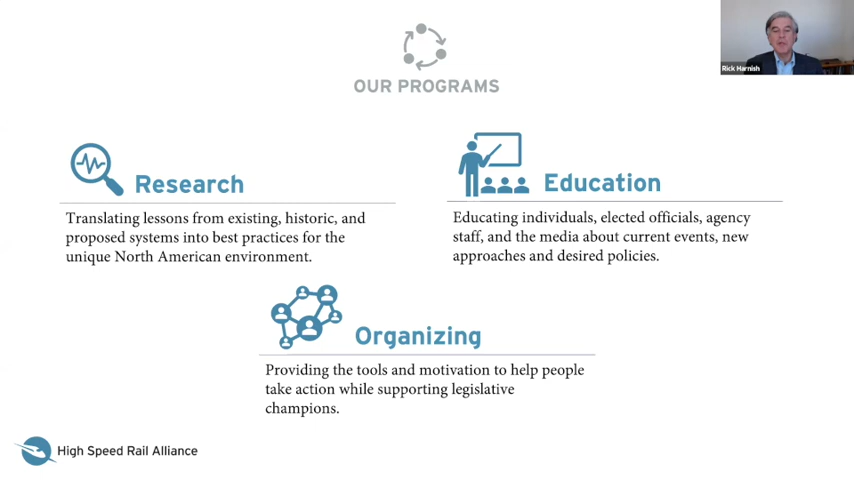 OUR PROGRAMS
Rick Harnish
Research
Translating lessons from existing, historic, and
proposed systems into best practices for the
unique North American environment.
Education
Educating individuals, elected officials, agency
staff, and the media about current events, new
approaches and desired policies.
Organizing
Providing the tools and motivation to help people
take action while supporting legislative
champions.
High Speed Rail Alliance